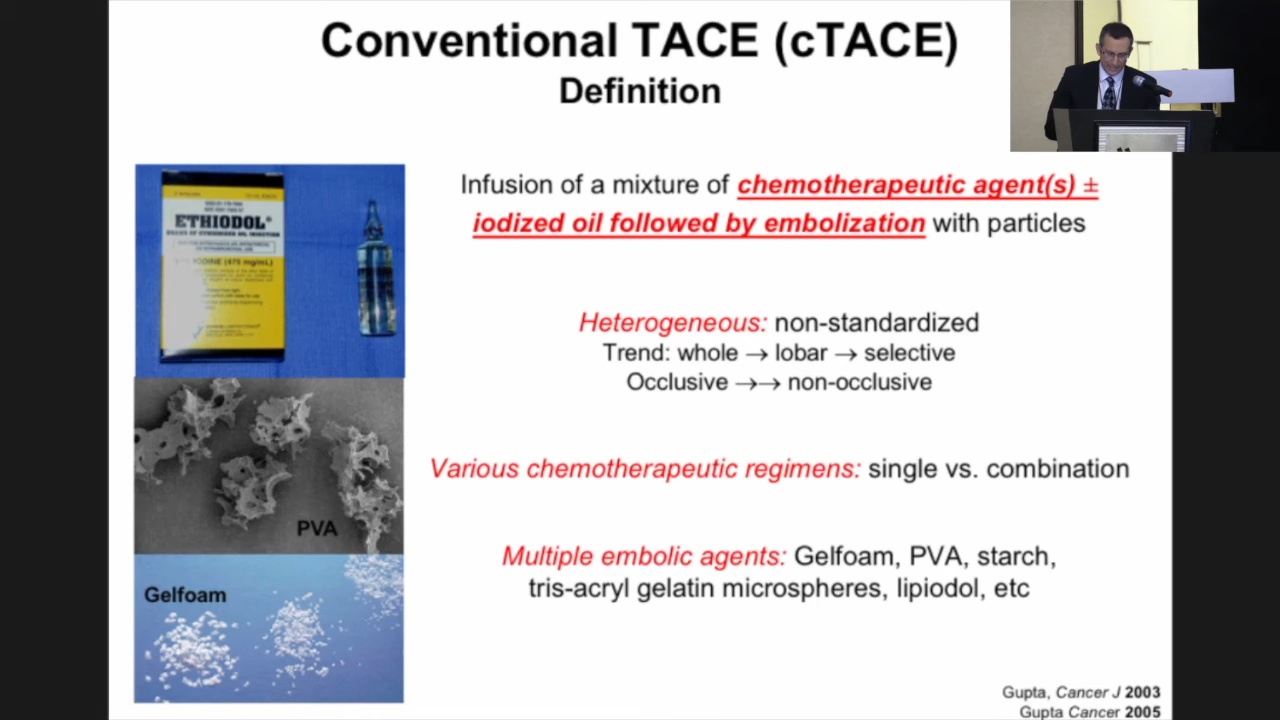 Conventional TACE (cTACE)
Definition
Infusion of a mixture of chemotherapeutic agent(s) ±
iodized oil followed by embolization with particles
ETHIODOL®
(475 mg/mL)
Heterogeneous: non-standardized
Trend: whole → lobar → selective
Occlusive →→ non-occlusive
Various chemotherapeutic regimens: single vs. combination
PVA
Multiple embolic agents: Gelfoam, PVA, starch,
tris-acryl gelatin microspheres, lipiodol, etc
Gelfoam
Gupta, Cancer J 2003
Gupta Cancer 2005